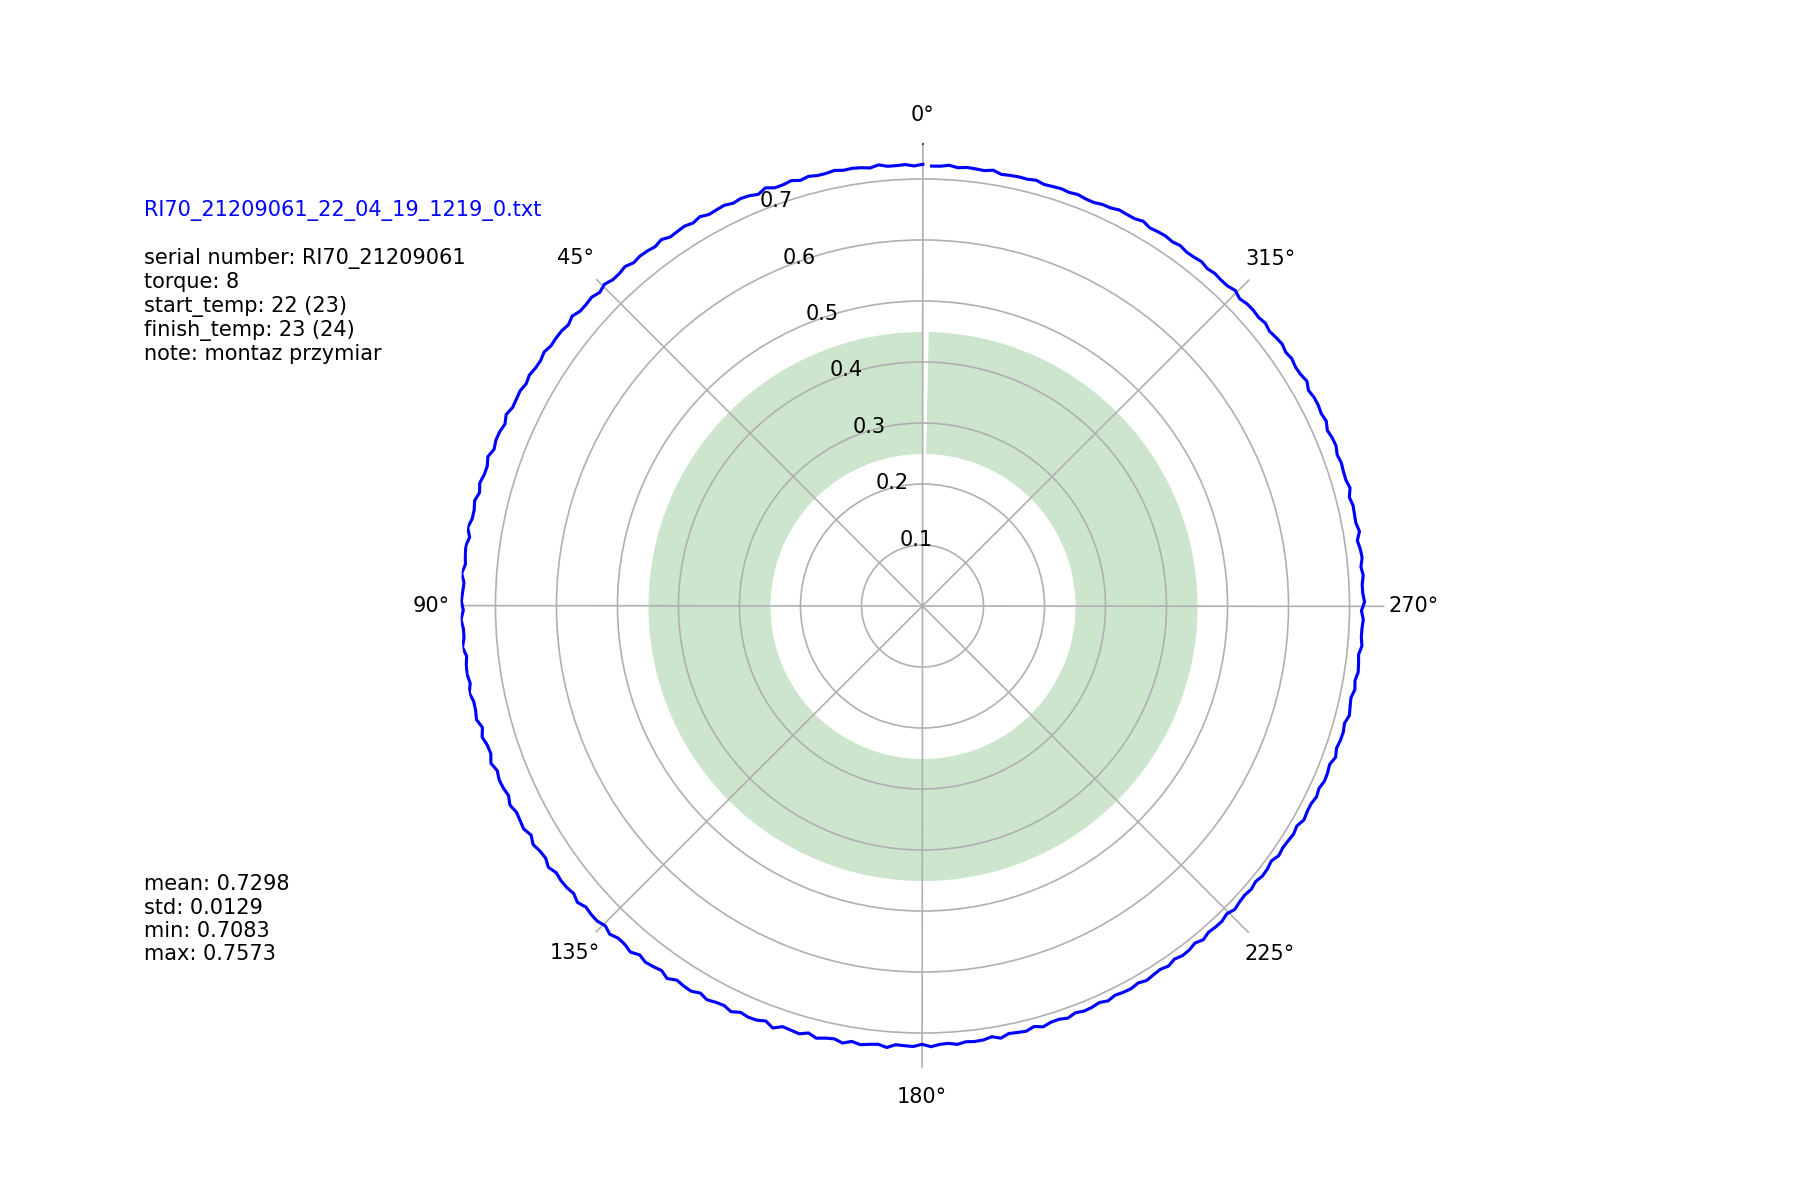 0°
RI70_21209061_22_04_19_1219_0.txt
0.7
serial number: RI70_21209061
45°
0.6
315°
torque: 8
start_temp: 22 (23)
0.5
finish_temp: 23 (24)
note: montaz przymiar
0.4
0.3
0.2
0.1
90°
270°
mean: 0.7298
std: 0.0129
min: 0.7083
max: 0.7573
135°
225°
180°